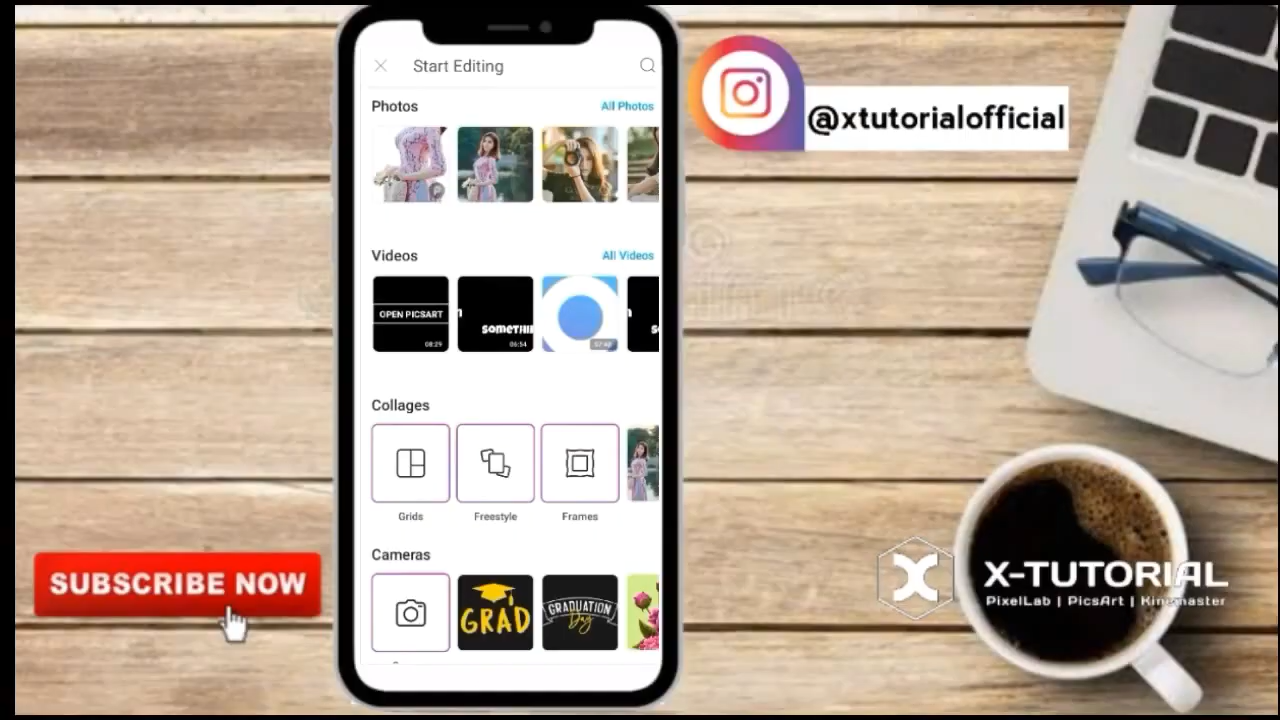 Start Editing
Photos
All Photos
@xtutorialofficial
Videos
All Videos
OPEN PICSART
08:29
somethi
06:54
Collages
Grids
Freestyle
Frames
Cameras
GRAD
GRADUATION
Day
SUBSCRIBE NOW
X-TUTORIAL
PixelLab | PicsArt | Kinemaster